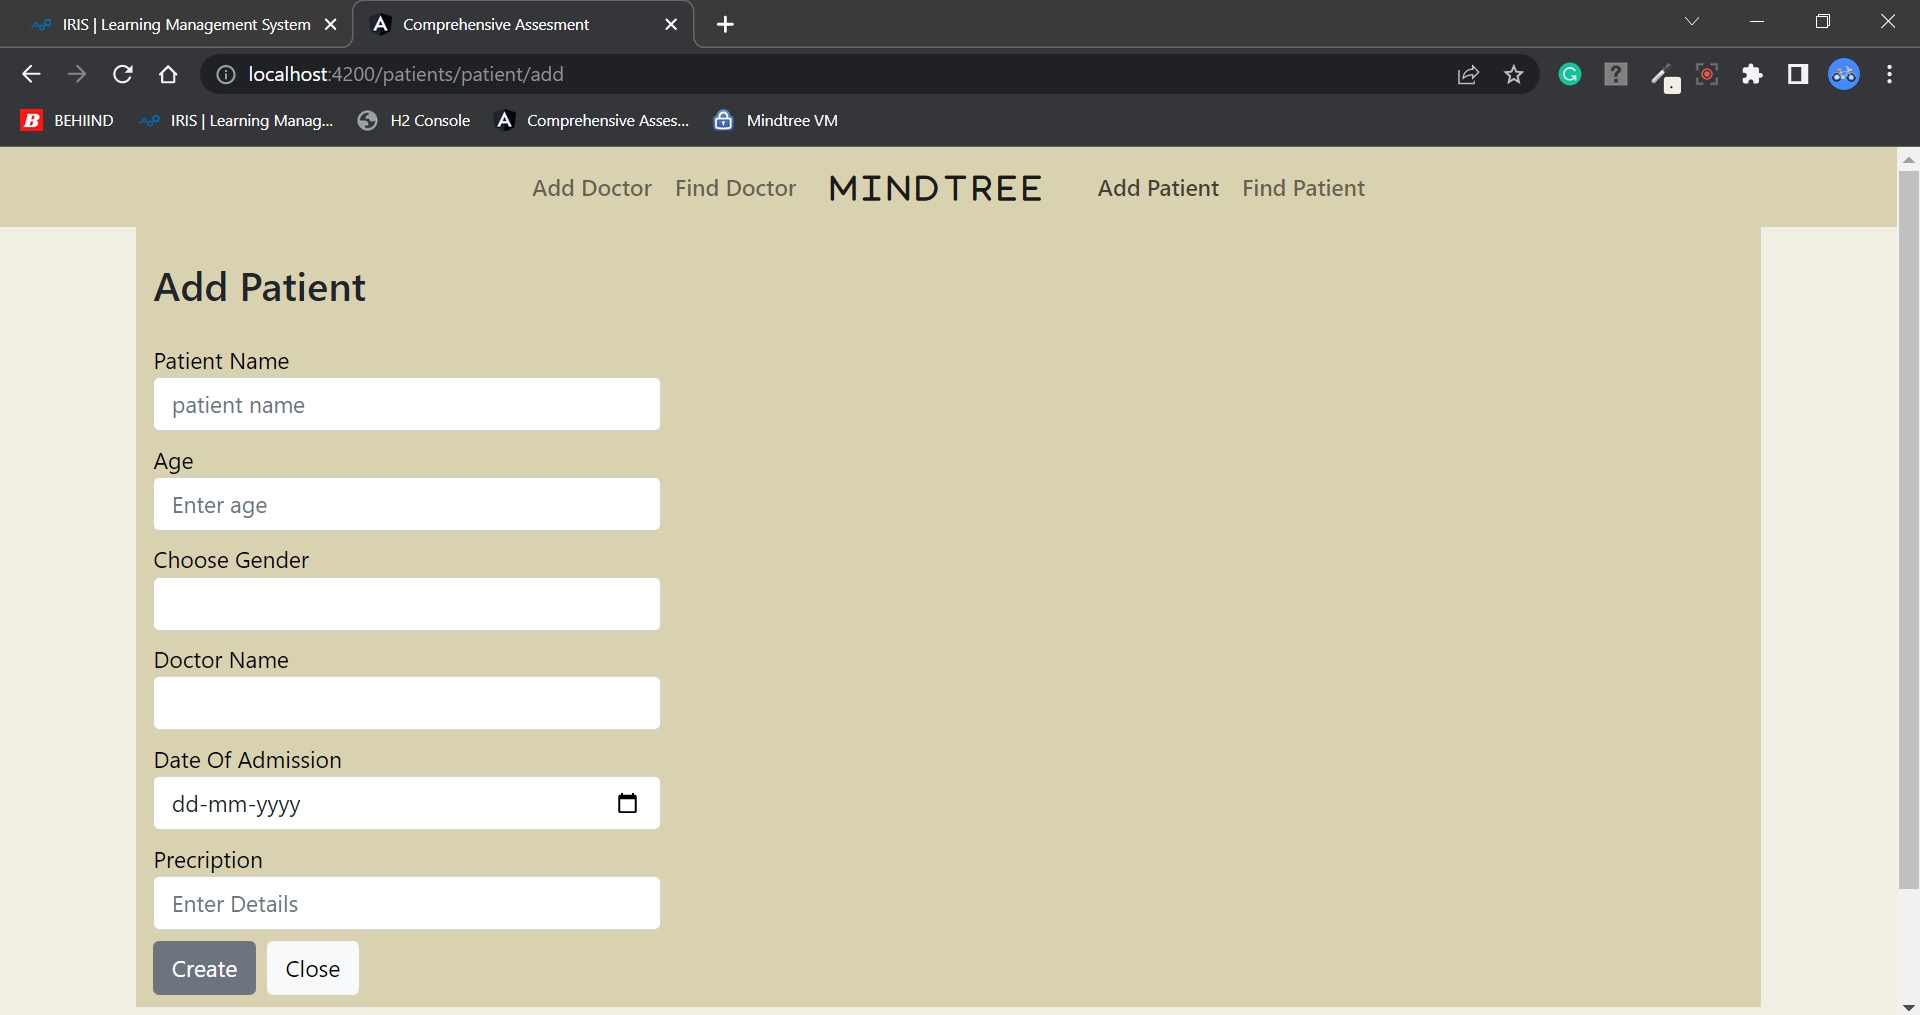 IRIS | Learning Management System
Comprehensive Assesment
localhost:4200/patients/patient/add
BEHIIND
IRIS | Learning Manag...
H2 Console
Comprehensive Asses...
Mindtree VM
Add Doctor Find Doctor MINDTREE Add Patient Find Patient
Add Patient
Patient Name
patient name
Age
Enter age
Choose Gender
Doctor Name
Date Of Admission
dd-mm-yyyy
Precription
Enter Details
Create Close